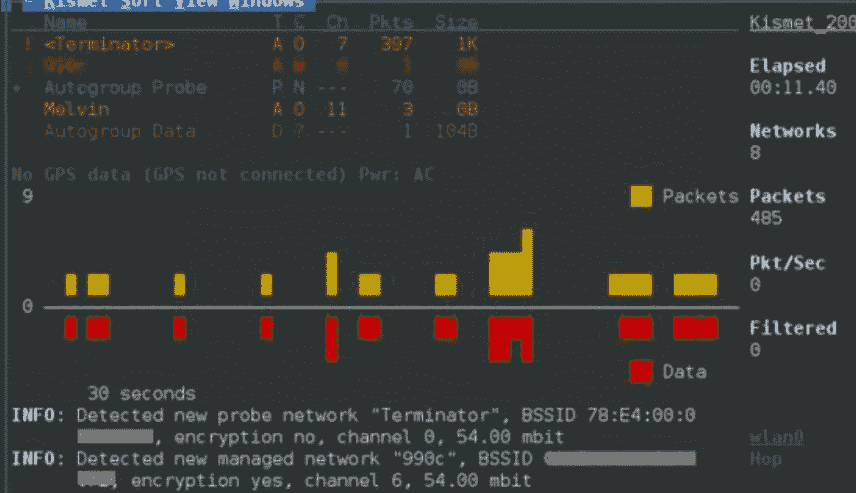 ~ Kismet Sort View Windows
Name T C Ch Pkts Size
Kismet_200
! <Terminator> A O 7 397 1K
Elapsed
00:11.40
Autogroup Probe P N --- 70 0B
Melvin A O 11 3 0B
Autogroup Data D ? --- 1 104B
Networks
8
No GPS data (GPS not connected) Pwr: AC
9
Packets
Packets
485
Pkt/Sec
0
0
Filtered
0
Data
30 seconds
INFO: Detected new probe network "Terminator", BSSID 78:E4:00:0
, encryption no, channel 0, 54.00 mbit
INFO: Detected new managed network "990c", BSSID
, encryption yes, channel 6, 54.00 mbit
wlan0
Hop